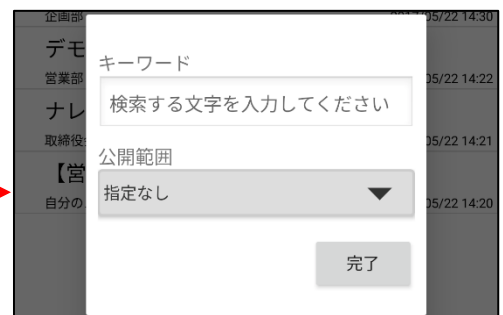 企画部
05/22 14:30
デモ
営業部
05/22 14:22
ナレ
取締役
05/22 14:21
【営
自分の
05/22 14:20
キーワード
検索する文字を入力してください
公開範囲
指定なし
完了